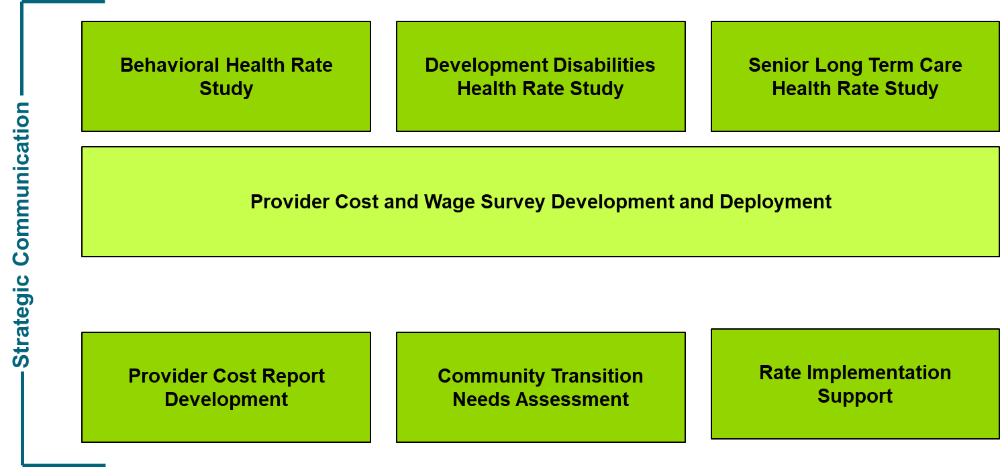 Strategic Communication
Behavioral Health Rate
Study
Development Disabilities
Health Rate Study
Senior Long Term Care
Health Rate Study
Provider Cost and Wage Survey Development and Deployment
Provider Cost Report
Development
Community Transition
Needs Assessment
Rate Implementation
Support